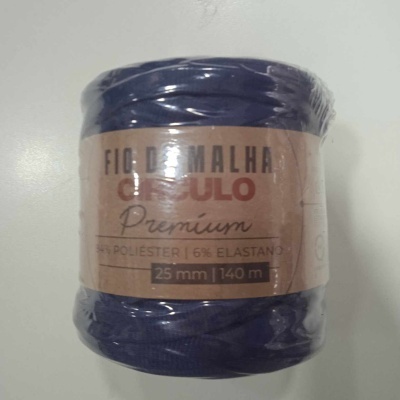 FIO DE MALHA
CÍRCULO
Premium
94% POLIÉSTER | 6% ELASTANO
25 mm | 140 m